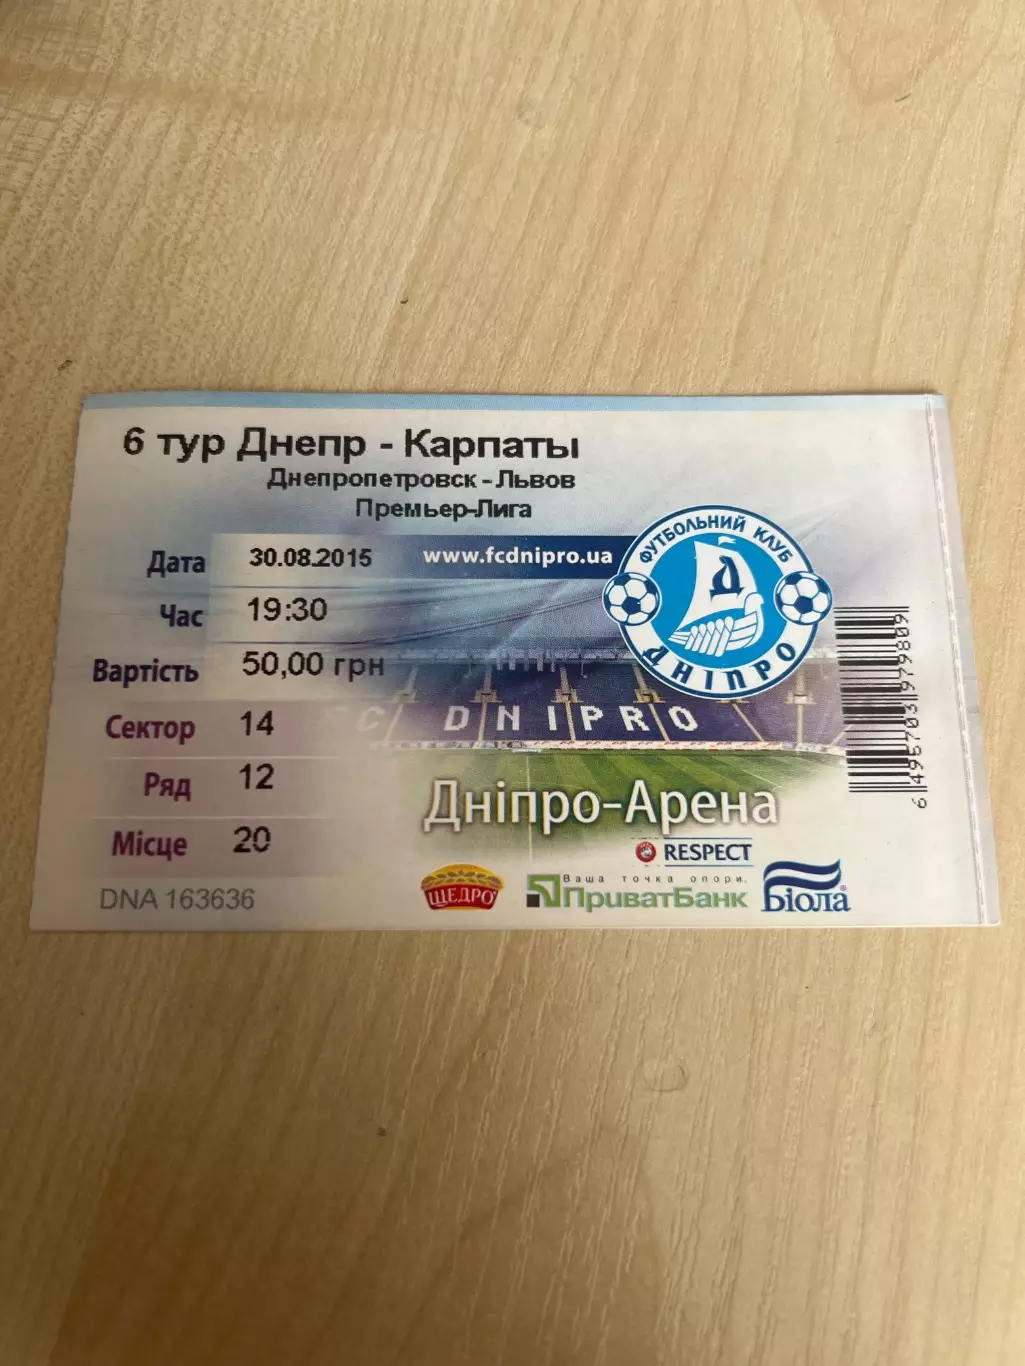 6 тур Днепр - Карпаты
Днепропетровск - Львов
Премьер-Лига
Дата 30.08.2015 www.fcdnipro.ua
Час 19:30
Вартість 50,00 грн
Сектор 14
Ряд 12
Місце 20
DNA 163636
ФУТБОЛЬНИЙ КЛУБ
Д
ДНІПРО
FC DNIPRO
Дніпро-Арена
RESPECT
ЩЕДРО
Ваша точка опори.
ПриватБанк
Біола®
6495703979809